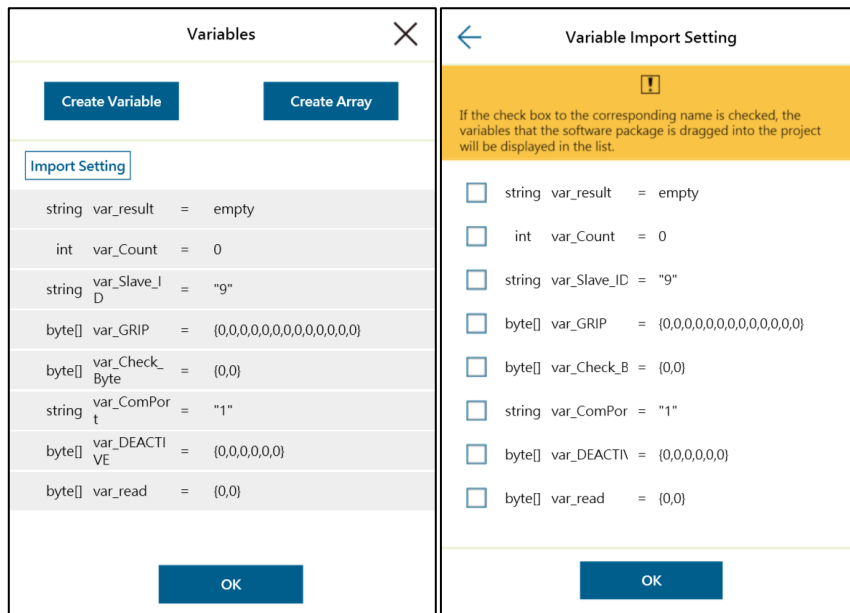 Variables
Create Variable Create Array
Import Setting
string var_result = empty
int var_Count = 0
string var_Slave_I
D = "9"
byte[] var_GRIP = {0,0,0,0,0,0,0,0,0,0,0,0,0}
byte[] var_Check_
Byte = {0,0}
string var_ComPor
t = "1"
byte[] var_DEACTI
VE = {0,0,0,0,0,0}
byte[] var_read = {0,0}
OK
Variable Import Setting
If the check box to the corresponding name is checked, the
variables that the software package is dragged into the project
will be displayed in the list.
string var_result = empty
int var_Count = 0
string var_Slave_ID = "9"
byte[] var_GRIP = {0,0,0,0,0,0,0,0,0,0,0,0,0}
byte[] var_Check_B = {0,0}
string var_ComPor = "1"
byte[] var_DEACTI = {0,0,0,0,0,0}
byte[] var_read = {0,0}
OK